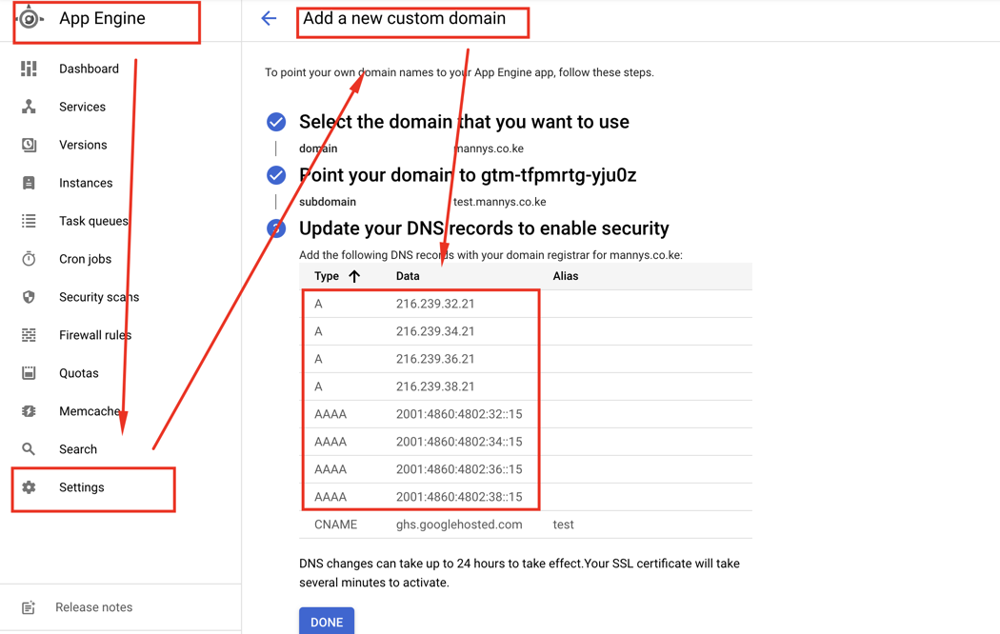 App Engine
Add a new custom domain
Dashboard
Services
Versions
Instances
Task queues
Cron jobs
Security scans
Firewall rules
Quotas
Memcache
Search
Settings
Release notes
To point your own domain names to your App Engine app, follow these steps.
Select the domain that you want to use
domain mannys.co.ke
Point your domain to gtm-tfpmrtg-yju0z
subdomain test.mannys.co.ke
Update your DNS records to enable security
Add the following DNS records with your domain registrar for mannys.co.ke:
Type Data Alias
A 216.239.32.21
A 216.239.34.21
A 216.239.36.21
A 216.239.38.21
AAAA 2001:4860:4802:32::15
AAAA 2001:4860:4802:34::15
AAAA 2001:4860:4802:36::15
AAAA 2001:4860:4802:38::15
CNAME ghs.googlehosted.com test
DNS changes can take up to 24 hours to take effect.Your SSL certificate will take
several minutes to activate.
DONE